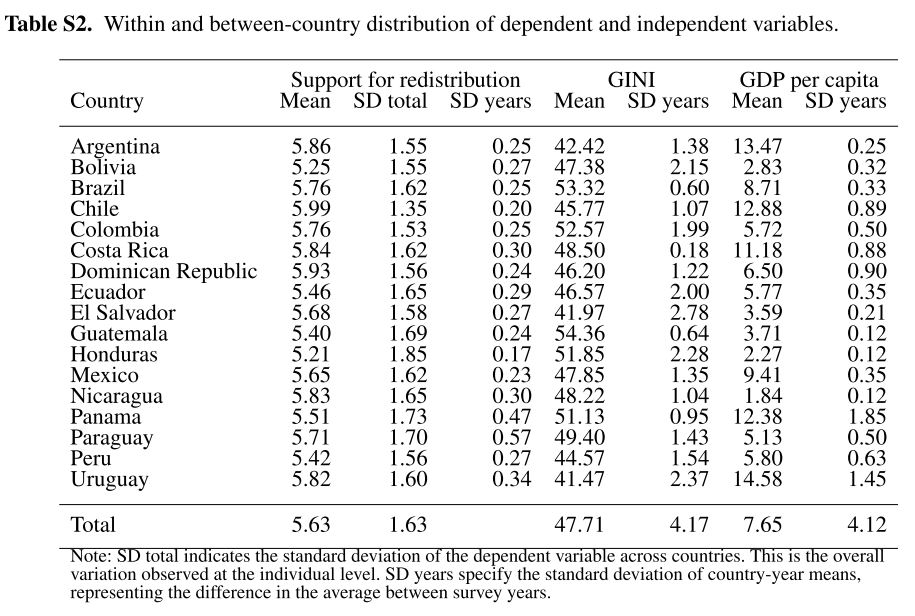 Table S2. Within and between-country distribution of dependent and independent variables.
Support for redistribution GINI GDP per capita
Country Mean SD total SD years Mean SD years Mean SD years
Argentina 5.86 1.55 0.25 42.42 1.38 13.47 0.25
Bolivia 5.25 1.55 0.27 47.38 2.15 2.83 0.32
Brazil 5.76 1.62 0.25 53.32 0.60 8.71 0.33
Chile 5.99 1.35 0.20 45.77 1.07 12.88 0.89
Colombia 5.76 1.53 0.25 52.57 1.99 5.72 0.50
Costa Rica 5.84 1.62 0.30 48.50 0.18 11.18 0.88
Dominican Republic 5.93 1.56 0.24 46.20 1.22 6.50 0.90
Ecuador 5.46 1.65 0.29 46.57 2.00 5.77 0.35
El Salvador 5.68 1.58 0.27 41.97 2.78 3.59 0.21
Guatemala 5.40 1.69 0.24 54.36 0.64 3.71 0.12
Honduras 5.21 1.85 0.17 51.85 2.28 2.27 0.12
Mexico 5.65 1.62 0.23 47.85 1.35 9.41 0.35
Nicaragua 5.83 1.65 0.30 48.22 1.04 1.84 0.12
Panama 5.51 1.73 0.47 51.13 0.95 12.38 1.85
Paraguay 5.71 1.70 0.57 49.40 1.43 5.13 0.50
Peru 5.42 1.56 0.27 44.57 1.54 5.80 0.63
Uruguay 5.82 1.60 0.34 41.47 2.37 14.58 1.45
Total 5.63 1.63 47.71 4.17 7.65 4.12
Note: SD total indicates the standard deviation of the dependent variable across countries. This is the overall
variation observed at the individual level. SD years specify the standard deviation of country-year means,
representing the difference in the average between survey years.